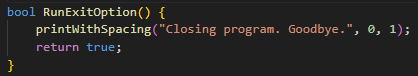 bool RunExitOption() {
    printWithSpacing("Closing program. Goodbye.", 0, 1);
    return true;
}